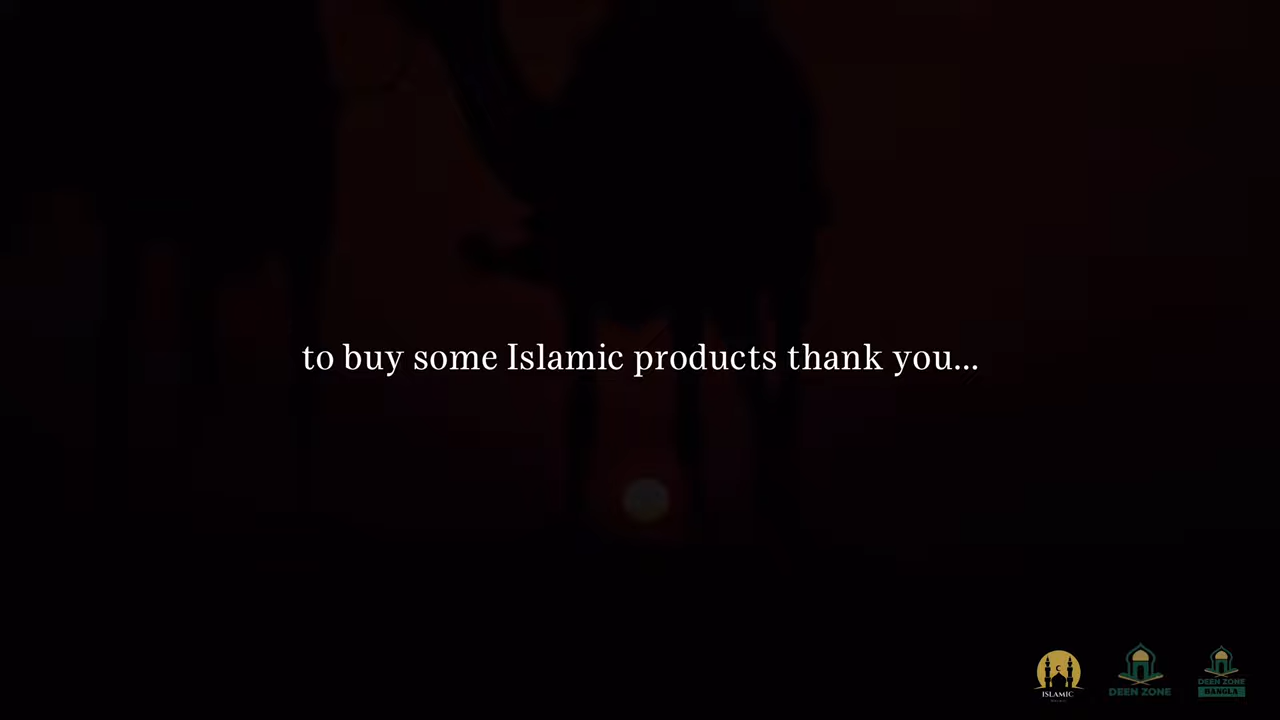 to buy some Islamic products thank you...
ISLAMIC
DEEN ZONE
DEEN ZONE
BANGLA